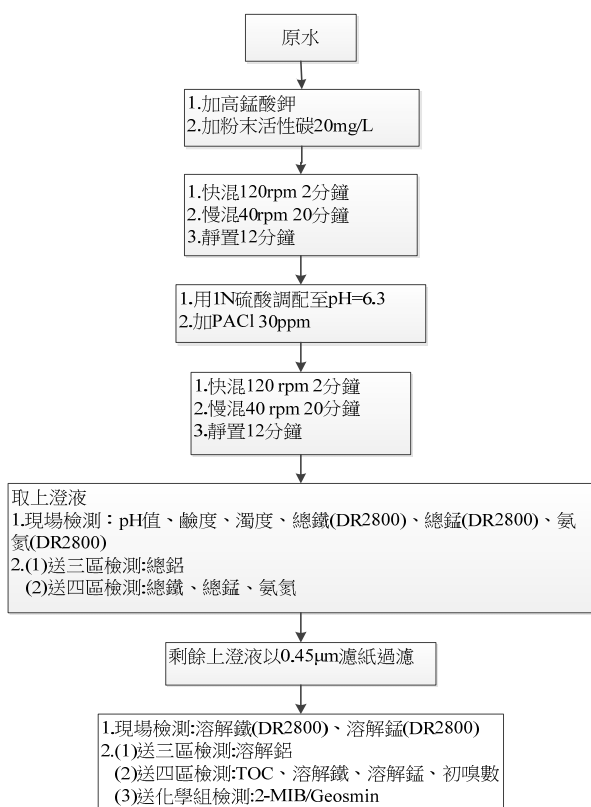 原水
1.加高錳酸鉀
2.加粉末活性碳20mg/L
1.快混120rpm 2分鐘
2.慢混40rpm 20分鐘
3.靜置12分鐘
1.用1N硫酸調配至pH=6.3
2.加PACl 30ppm
1.快混120 rpm 2分鐘
2.慢混40 rpm 20分鐘
3.靜置12分鐘
取上澄液
1.現場檢測：pH值、鹼度、濁度、總鐵(DR2800)、總錳(DR2800)、氨
氮(DR2800)
2.(1)送三區檢測:總鋁
(2)送四區檢測:總鐵、總錳、氨氮
剩餘上澄液以0.45μm濾紙過濾
1.現場檢測:溶解鐵(DR2800)、溶解錳(DR2800)
2.(1)送三區檢測:溶解鋁
(2)送四區檢測:TOC、溶解鐵、溶解錳、初嗅數
(3)送化學組檢測:2-MIB/Geosmin